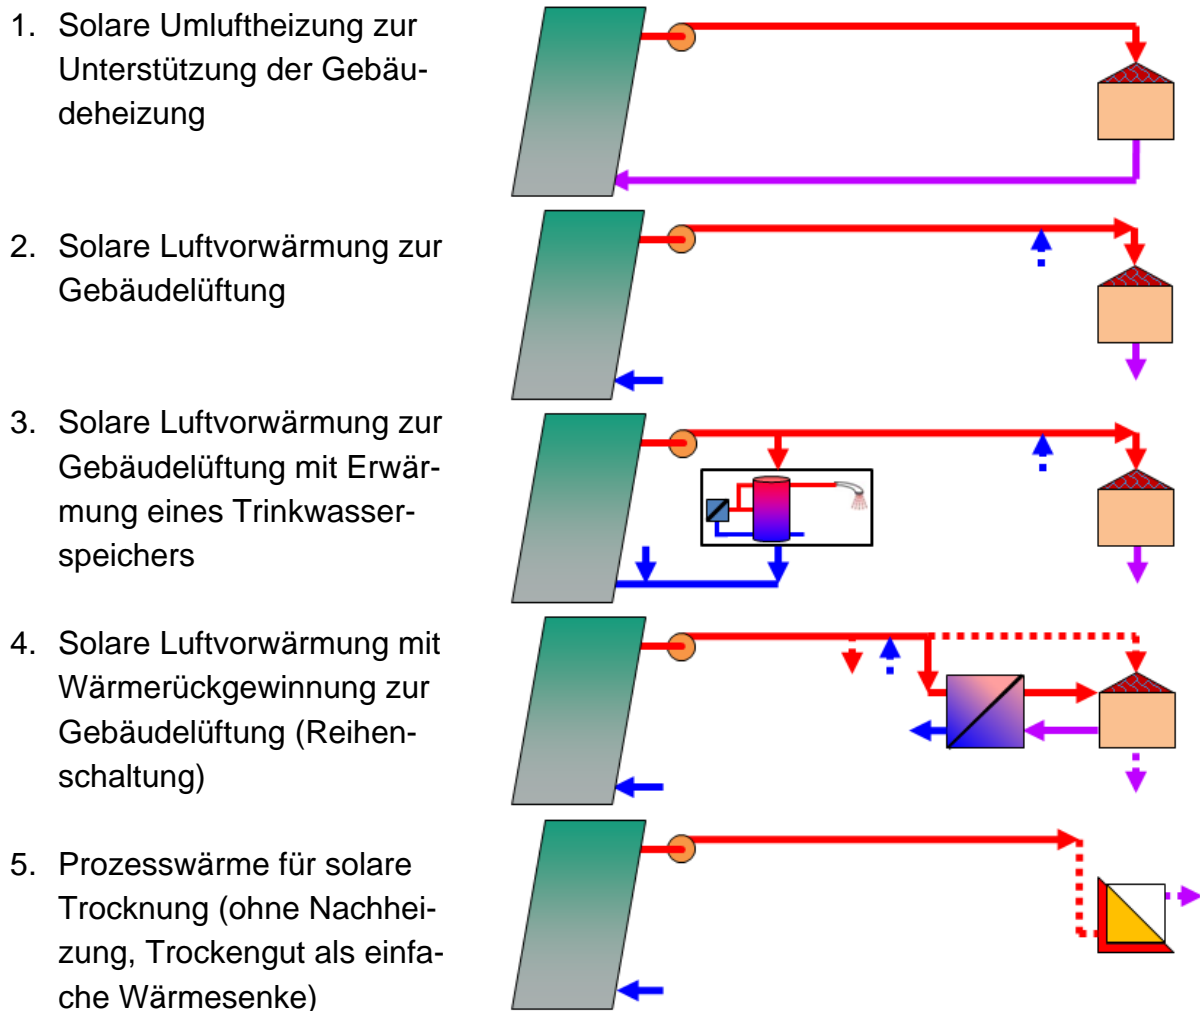 1. Solare Umluftheizung zur
Unterstützung der Gebäu-
deheizung
2. Solare Luftvorwärmung zur
Gebäudelüftung
3. Solare Luftvorwärmung zur
Gebäudelüftung mit Erwär-
mung eines Trinkwasser-
speichers
4. Solare Luftvorwärmung mit
Wärmerückgewinnung zur
Gebäudelüftung (Reihen-
schaltung)
5. Prozesswärme für solare
Trocknung (ohne Nachhei-
zung, Trockengut als einfa-
che Wärmesenke)